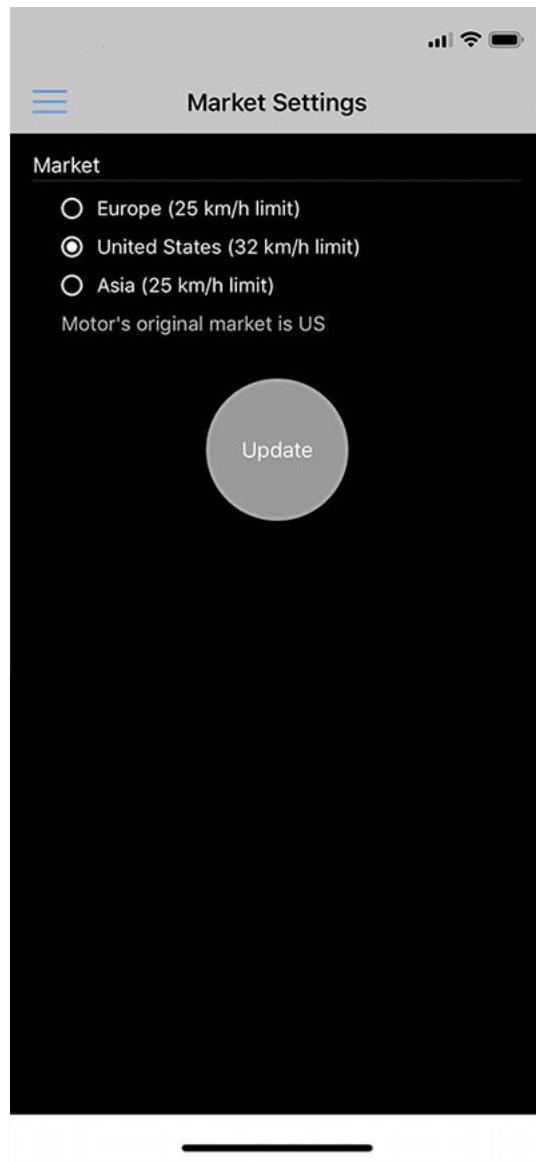 Market Settings
Market
Europe (25 km/h limit)
United States (32 km/h limit)
Asia (25 km/h limit)
Motor's original market is US
Update